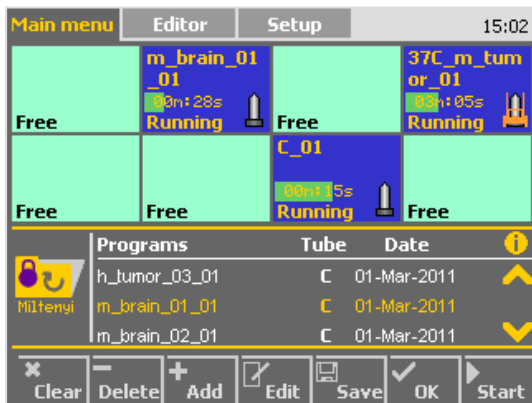 Main menu Editor Setup 15:02
m_brain_01 37C_m_tum
_01 or_01
00m:28s 03m:05s
Free Running Free Running
C_01
00m:15s
Free Free Running Free
Programs Tube Date i
h_tumor_03_01 C 01-Mar-2011
Miltenyi m_brain_01_01 C 01-Mar-2011
m_brain_02_01 C 01-Mar-2011
Clear Delete Add Edit Save OK Start